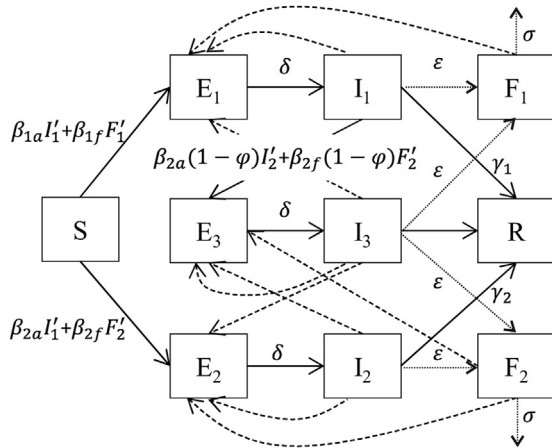 σ
E₁ δ I₁ ε F₁
β₁ₐI₁′+β₁fF₁′
β₂ₐ(1 − φ)I₂′+β₂f(1 − φ)F₂′
ε γ₁
S E₃ δ I₃ R
ε γ₂
β₂ₐI₁′+β₂fF₂′
E₂ δ I₂ ε F₂
σ